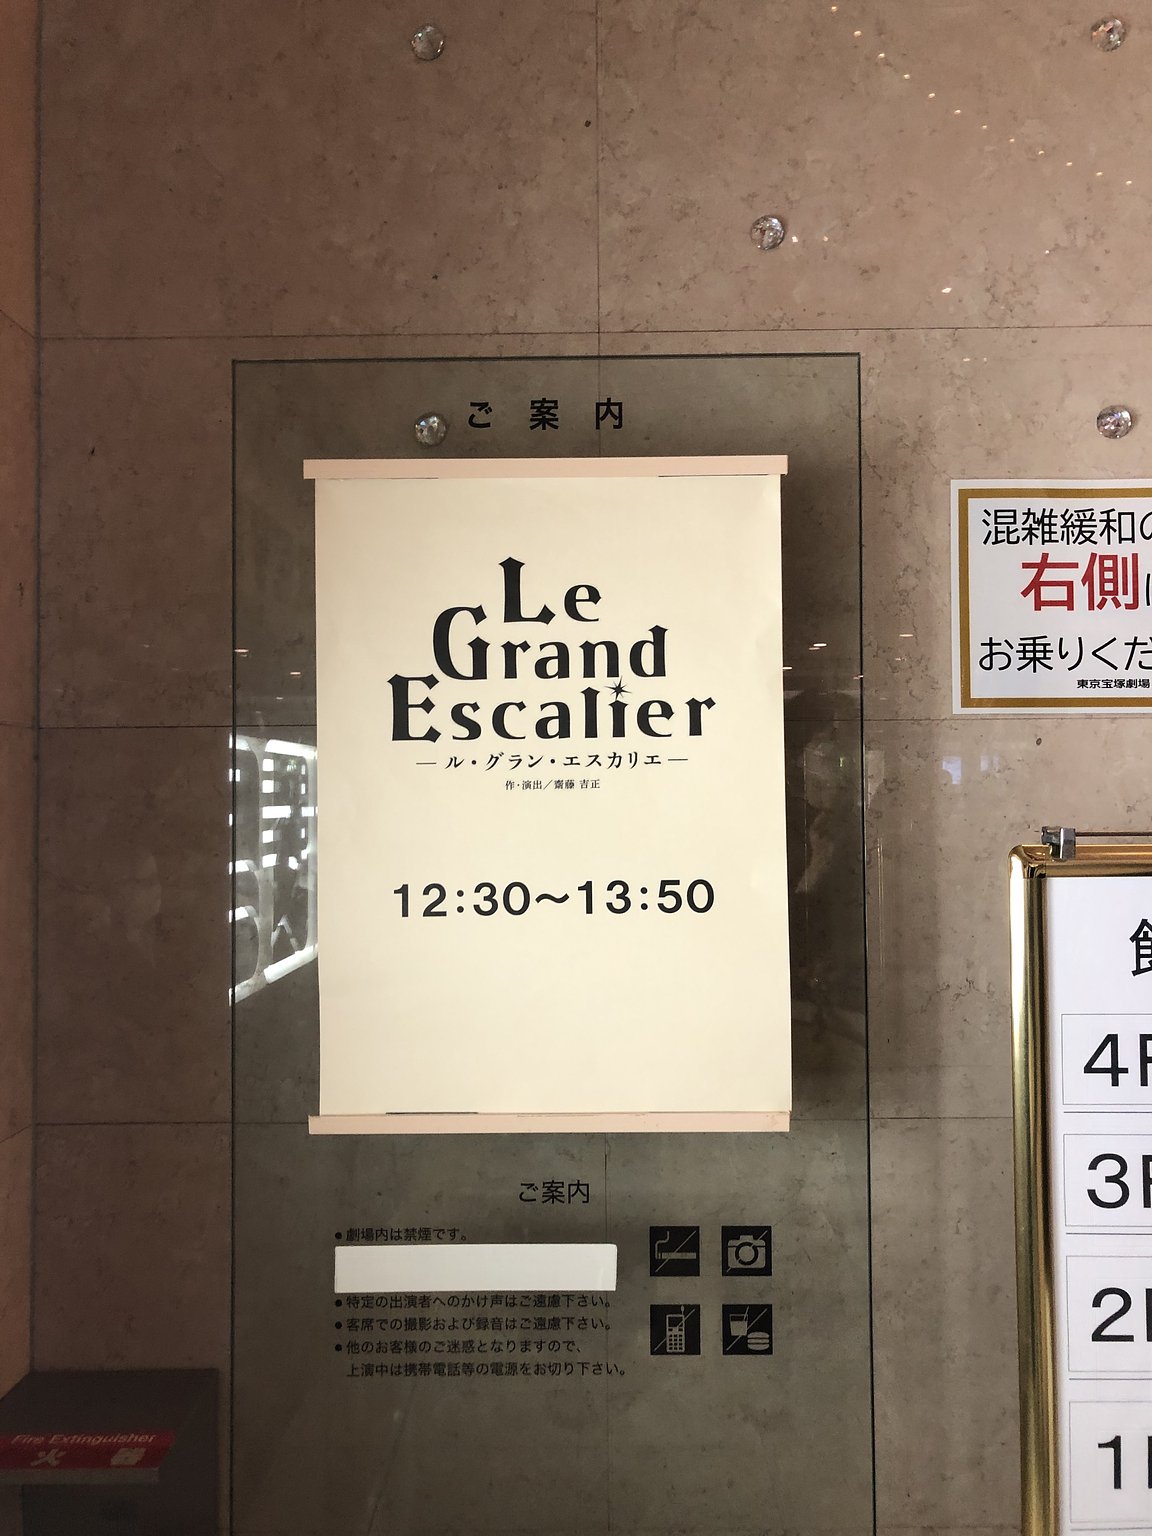 ご案内
Le
Grand
Escalier
― ル・グラン・エスカリエ ―
作・演出／齋藤 吉正
12:30〜13:50
ご案内
●劇場内は禁煙です。
●特定の出演者へのかけ声はご遠慮下さい。
●客席での撮影および録音はご遠慮下さい。
●他のお客様のご迷惑となりますので、
上演中は携帯電話等の電源をお切り下さい。
混雑緩和の
右側に
お乗りくだ
東京宝塚劇場
4F
3F
2F
1F
Fire Extinguisher
火
器